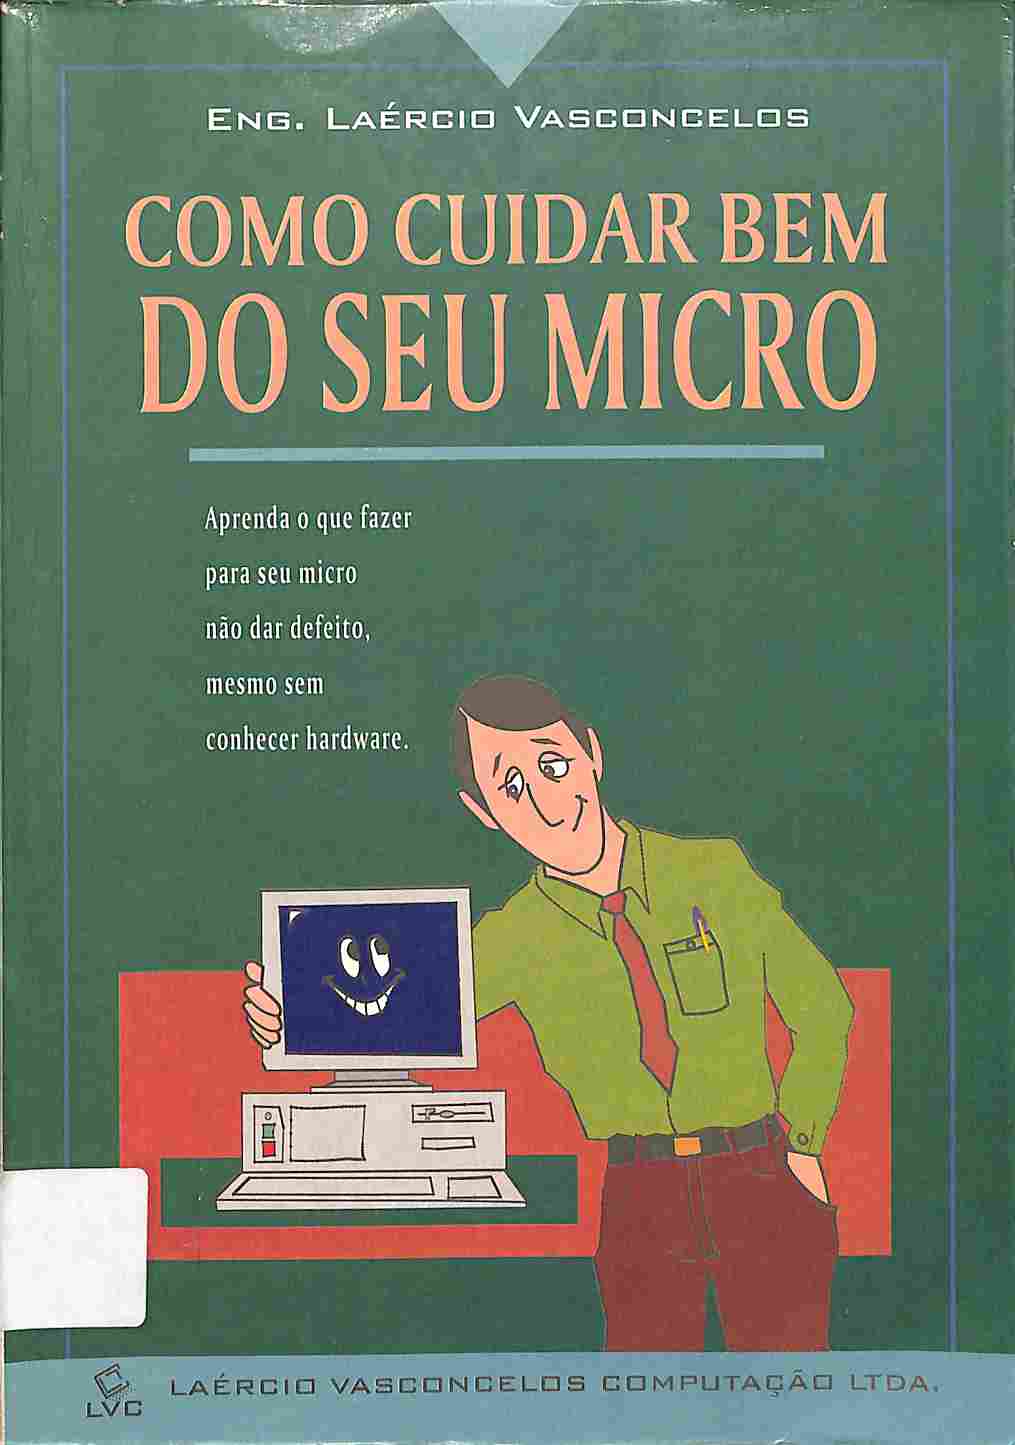 ENG. LAÉRCIO VASCONCELOS
COMO CUIDAR BEM
DO SEU MICRO
Aprenda o que fazer
para seu micro
não dar defeito,
mesmo sem
conhecer hardware.
LVC
LAÉRCIO VASCONCELOS COMPUTAÇÃO LTDA.